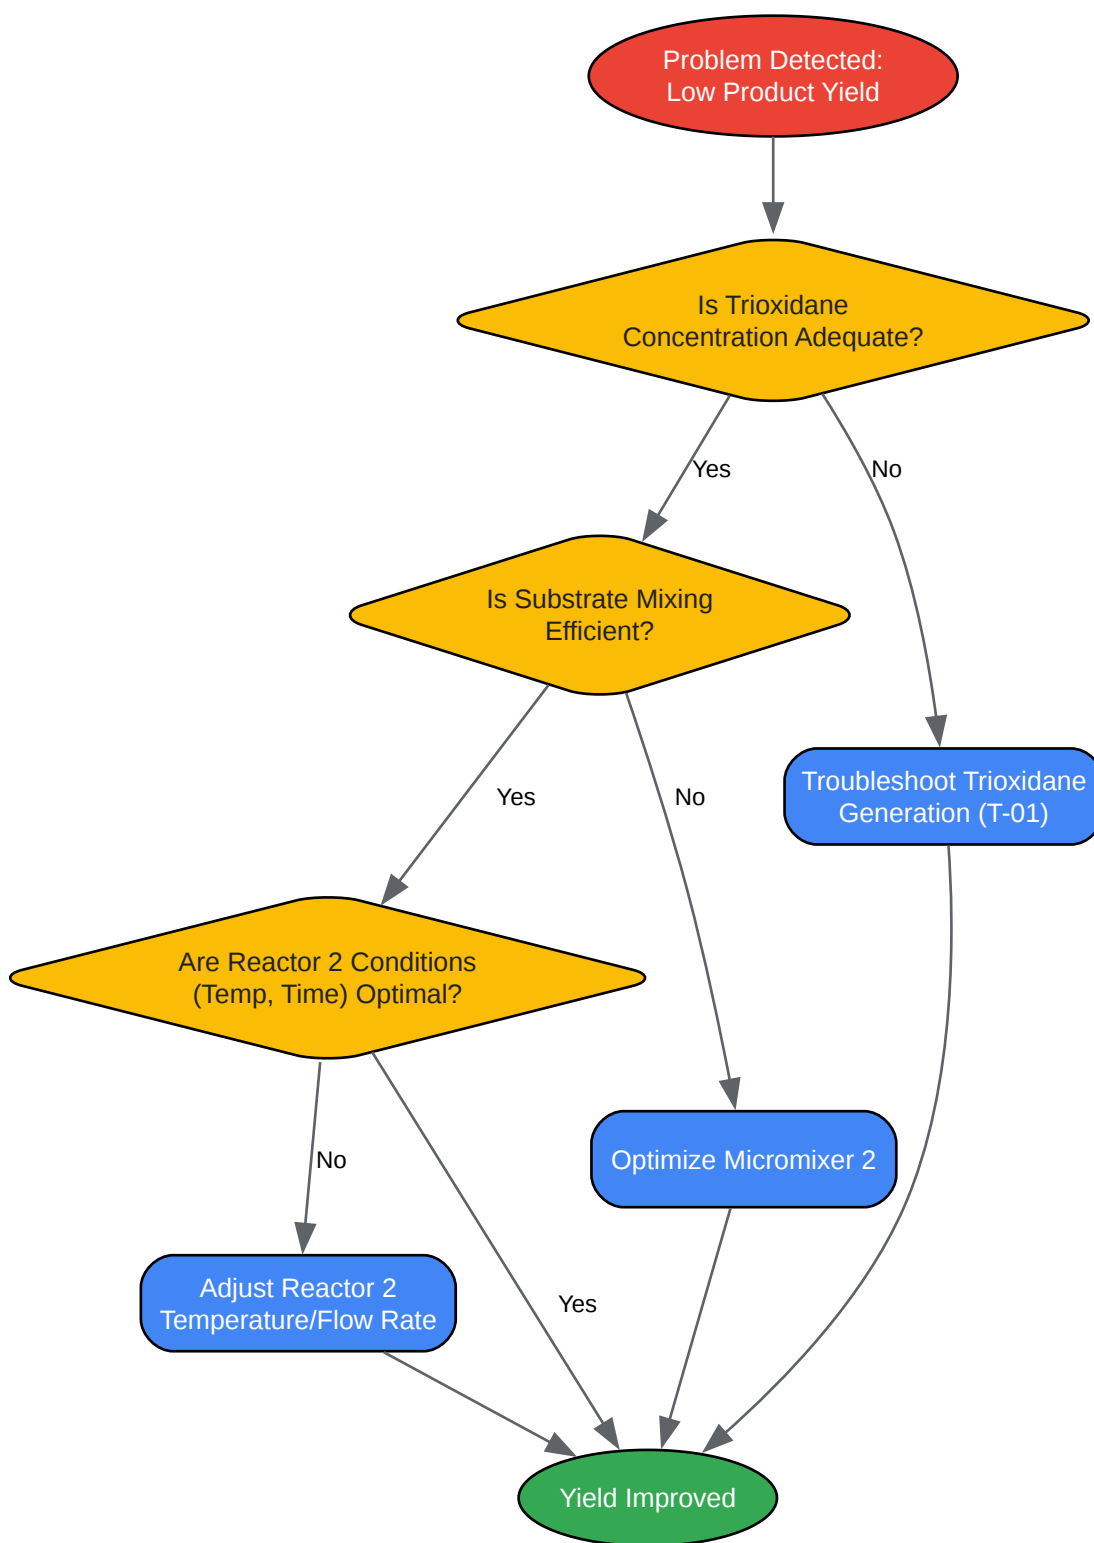 Problem Detected:
Low Product Yield
Is Trioxidane
Concentration Adequate?
Yes
No
Is Substrate Mixing
Efficient?
Yes
No
Troubleshoot Trioxidane
Generation (T-01)
Are Reactor 2 Conditions
(Temp, Time) Optimal?
No
Optimize Micromixer 2
Adjust Reactor 2
Temperature/Flow Rate
Yes
Yield Improved